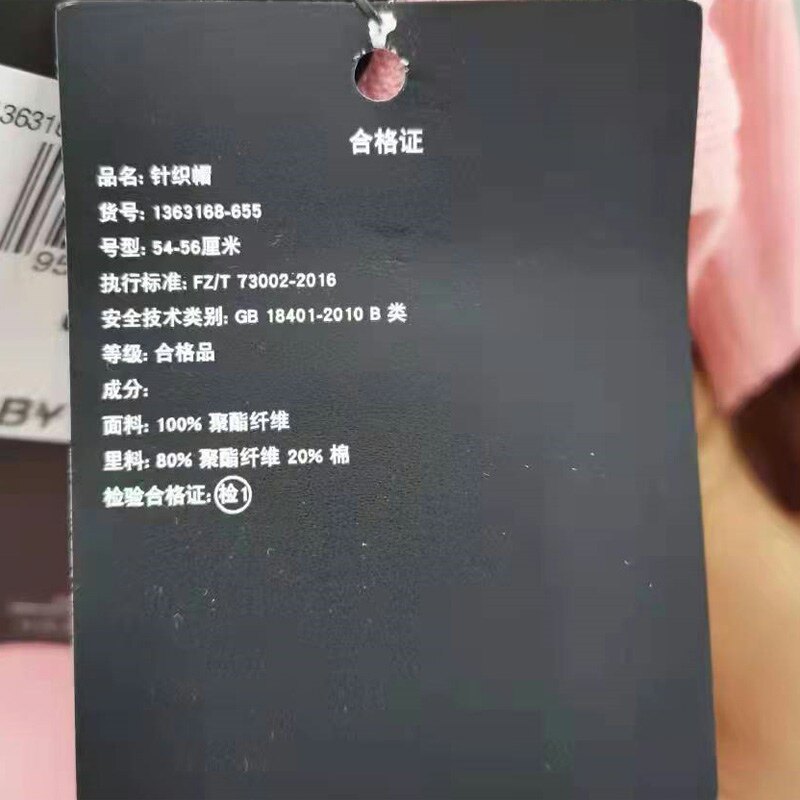 合格证
品名: 针织帽
货号: 1363168-655
号型: 54-56厘米
执行标准: FZ/T 73002-2016
安全技术类别: GB 18401-2010 B 类
等级: 合格品
成分:
面料: 100% 聚酯纤维
里料: 80% 聚酯纤维 20% 棉
检验合格证: 检1
BY